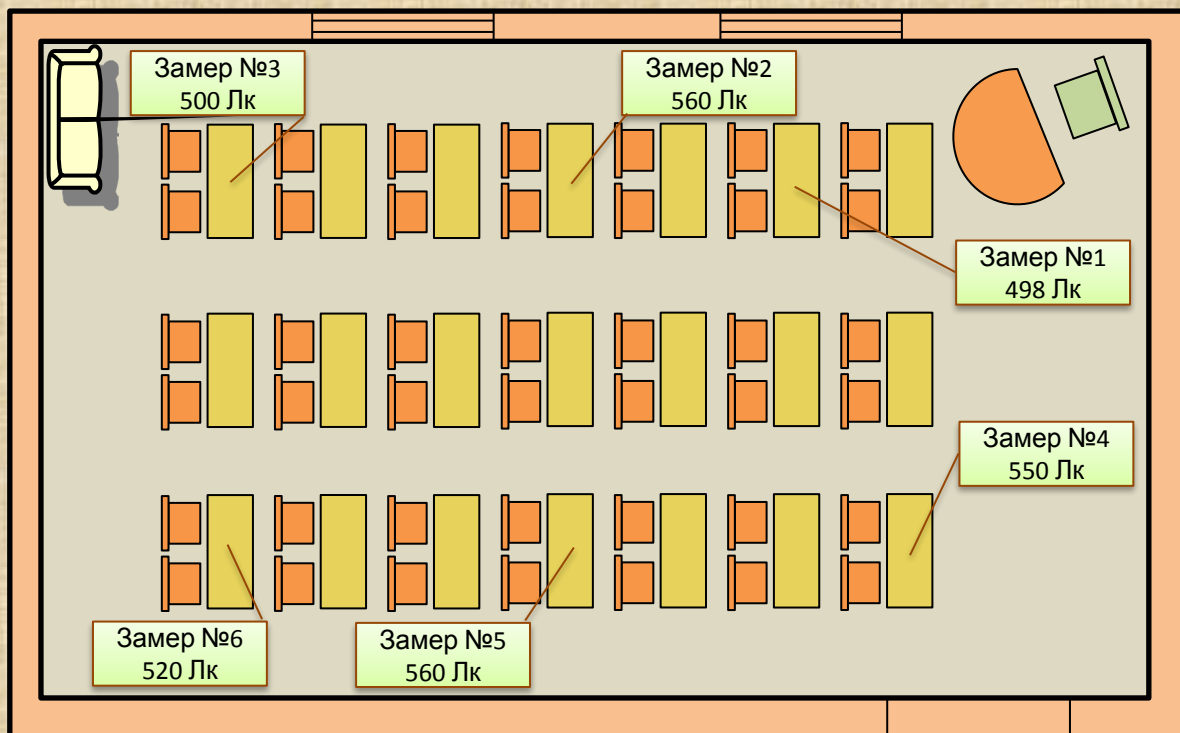 Замер №3
500 Лк
Замер №2
560 Лк
Замер №1
498 Лк
Замер №4
550 Лк
Замер №6
520 Лк
Замер №5
560 Лк